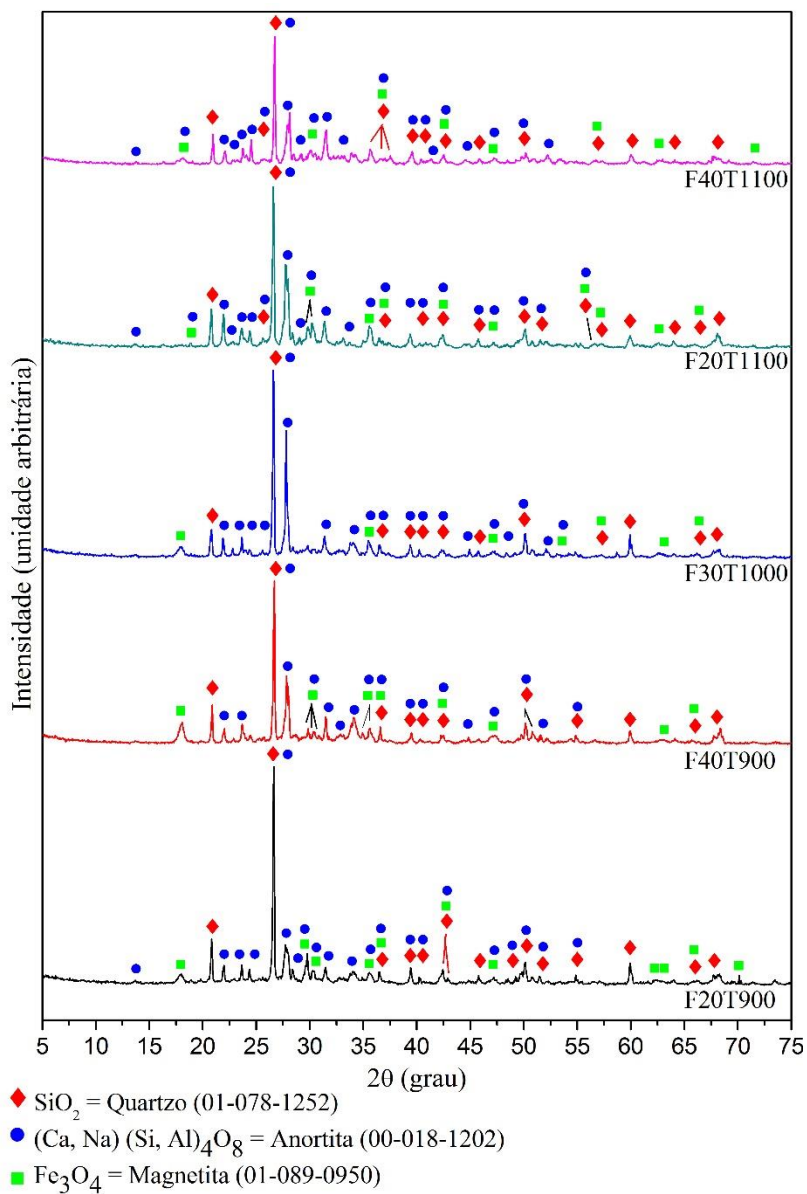 Intensidade (unidade arbitrária)
F40T1100
F20T1100
F30T1000
F40T900
F20T900
5 10 15 20 25 30 35 40 45 50 55 60 65 70 75
2θ (grau)
SiO₂ = Quartzo (01-078-1252)
(Ca, Na) (Si, Al)₄O₈ = Anortita (00-018-1202)
Fe₃O₄ = Magnetita (01-089-0950)